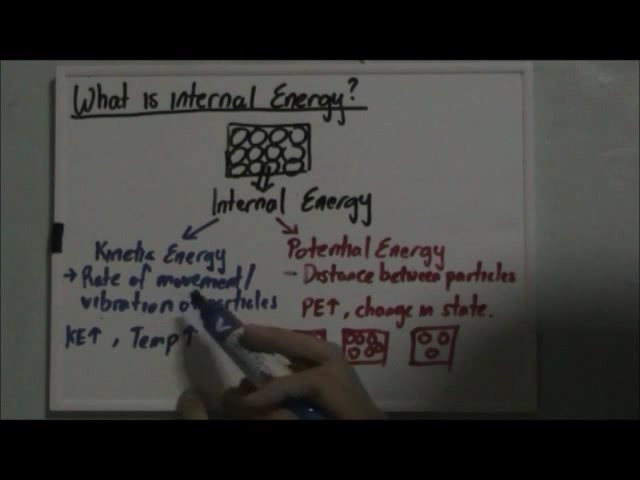 What is internal Energy?
Internal Energy
Kinetic Energy
→ Rate of movement/
vibration of particles
KE↑, Temp↑
Potential Energy
- Distance between particles
PE↑, change in state.